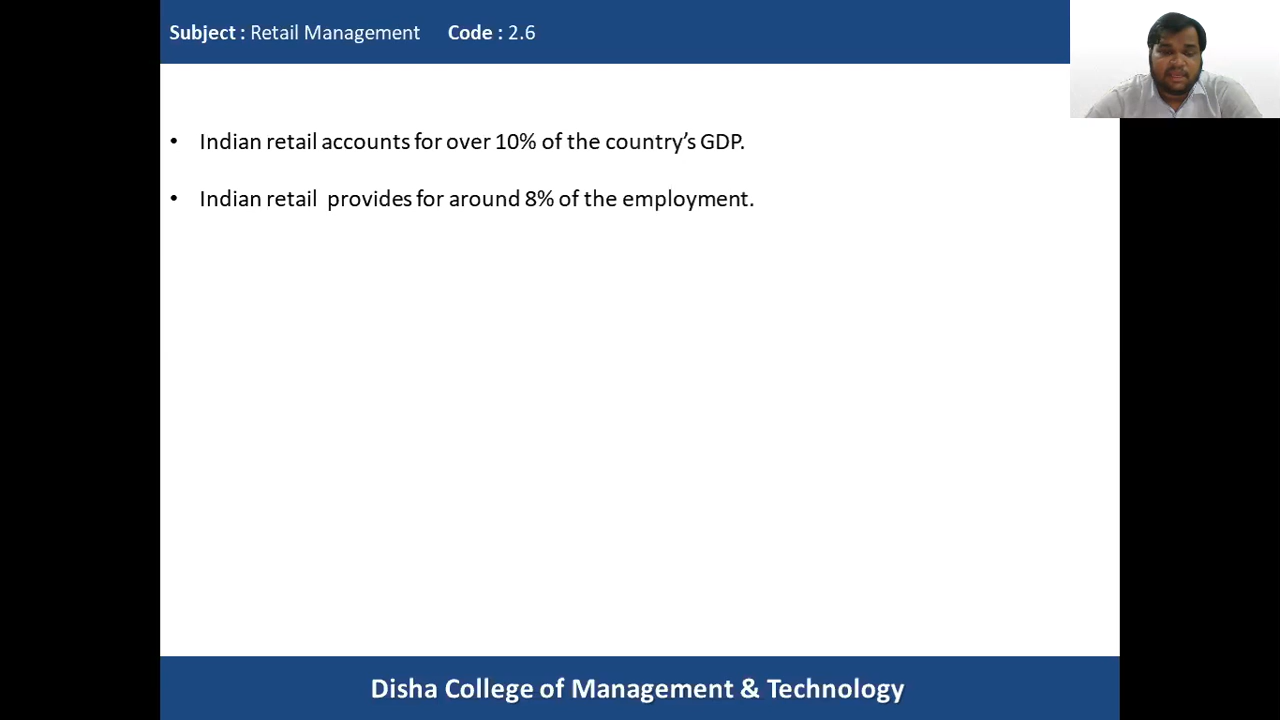 Subject : Retail Management Code : 2.6
• Indian retail accounts for over 10% of the country’s GDP.
• Indian retail provides for around 8% of the employment.
Disha College of Management & Technology